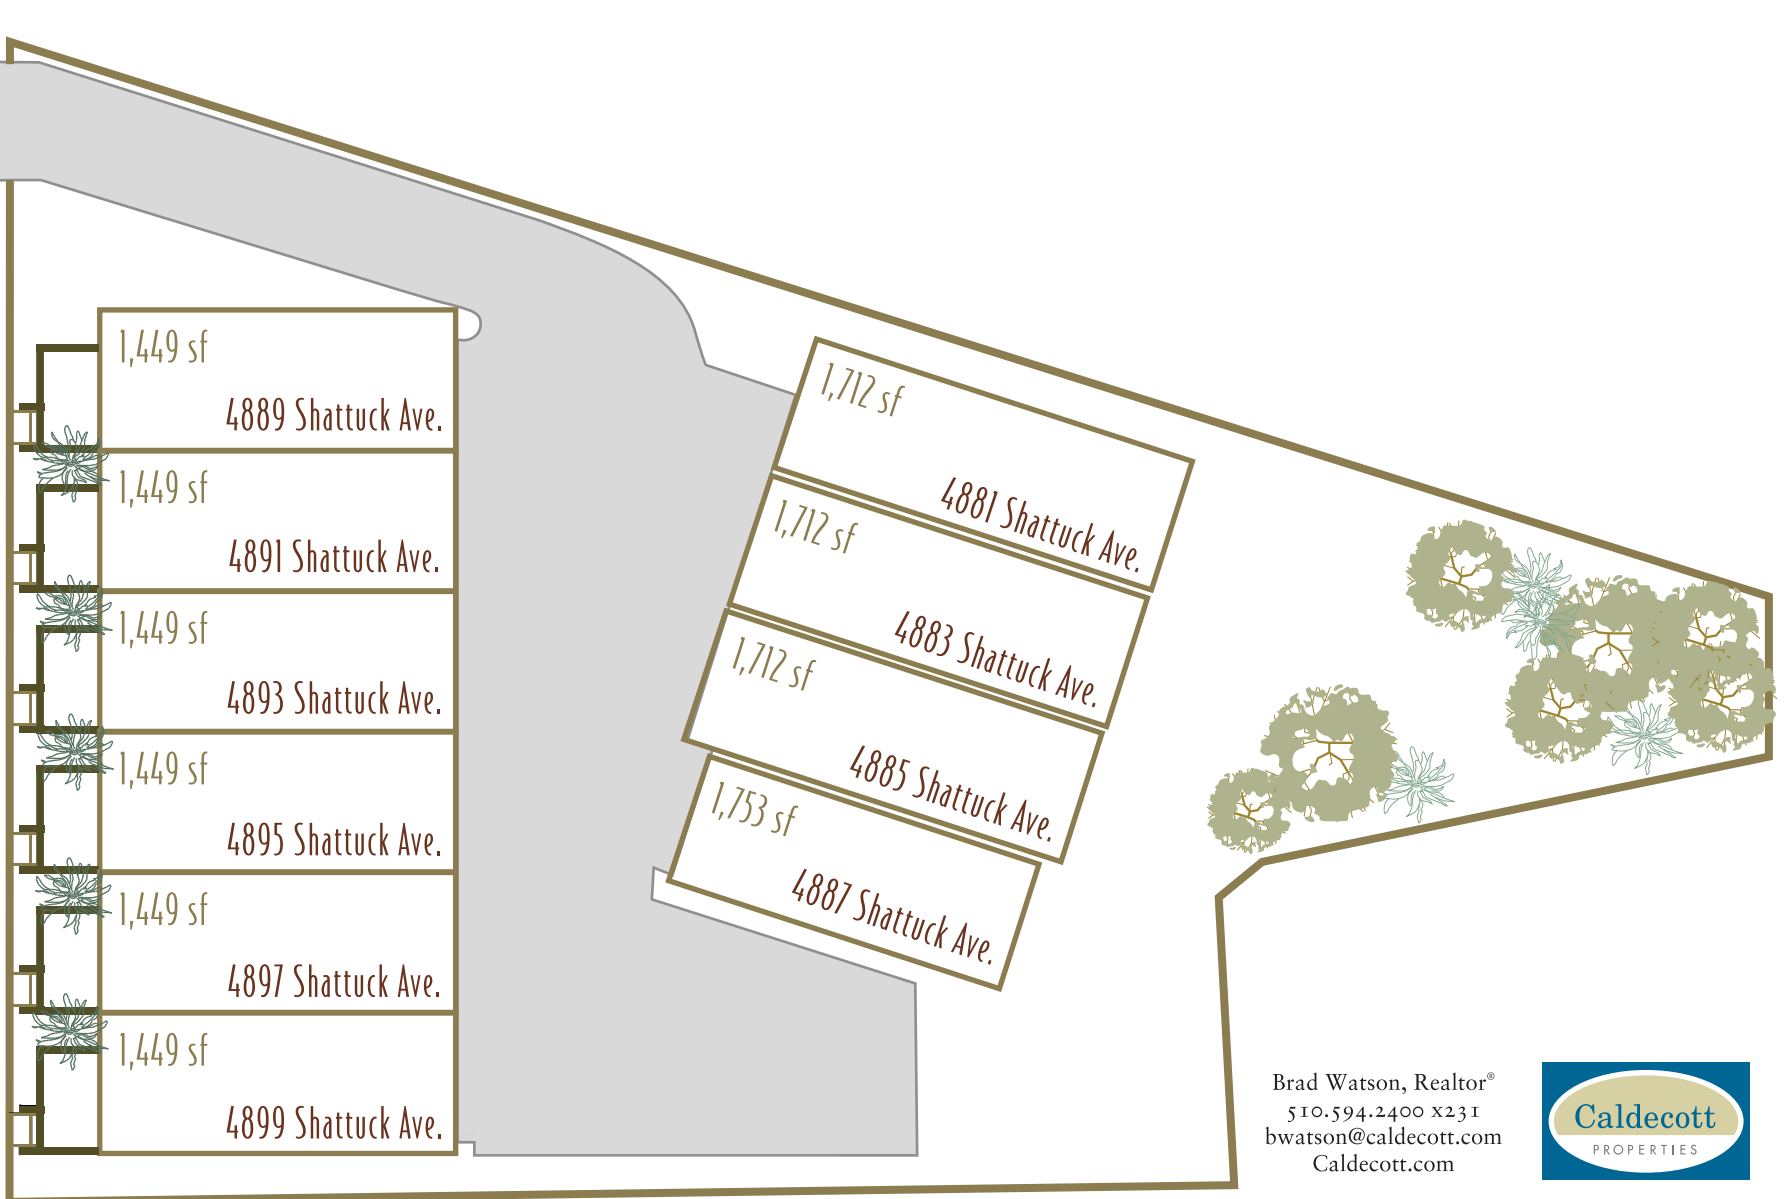 1,449 sf
4889 Shattuck Ave.
1,449 sf
4891 Shattuck Ave.
1,449 sf
4893 Shattuck Ave.
1,449 sf
4895 Shattuck Ave.
1,449 sf
4897 Shattuck Ave.
1,449 sf
4899 Shattuck Ave.
1,712 sf
4881 Shattuck Ave.
1,712 sf
4883 Shattuck Ave.
1,712 sf
4885 Shattuck Ave.
1,753 sf
4887 Shattuck Ave.
Brad Watson, Realtor®
510.594.2400 x231
bwatson@caldecott.com
Caldecott.com
Caldecott
PROPERTIES